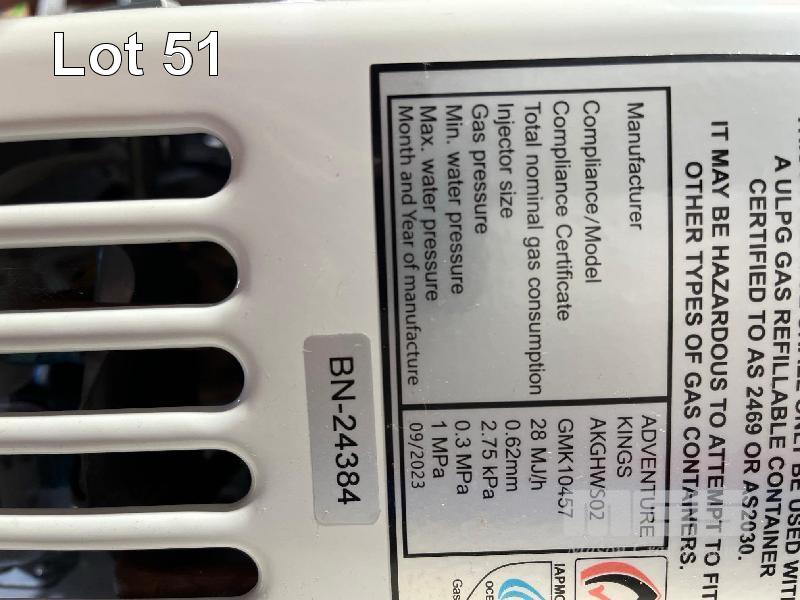 Lot 51
A ULPG GAS REFILLABLE CONTAINER
CERTIFIED TO AS 2469 OR AS2030.
IT MAY BE HAZARDOUS TO ATTEMPT TO FIT
OTHER TYPES OF GAS CONTAINERS.
Manufacturer ADVENTURE
KINGS
Compliance/Model AKGHWS02
Compliance Certificate GMK10457
Total nominal gas consumption 28 MJ/h
Injector size 0.62mm
Gas pressure 2.75 kPa
Min. water pressure 0.3 MPa
Max. water pressure 1 MPa
Month and Year of manufacture 09/2023
BN-24384
IAPMO
OCE
Gas